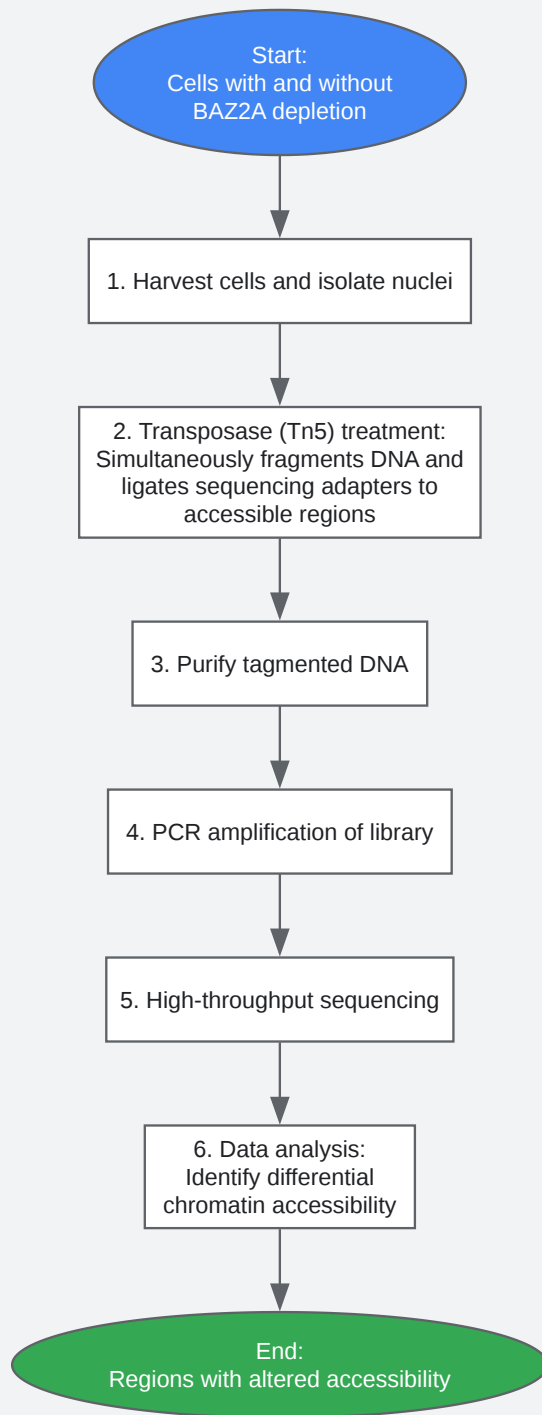 Start:
Cells with and without
BAZ2A depletion
1. Harvest cells and isolate nuclei
2. Transposase (Tn5) treatment:
Simultaneously fragments DNA and
ligates sequencing adapters to
accessible regions
3. Purify tagmented DNA
4. PCR amplification of library
5. High-throughput sequencing
6. Data analysis:
Identify differential
chromatin accessibility
End:
Regions with altered accessibility